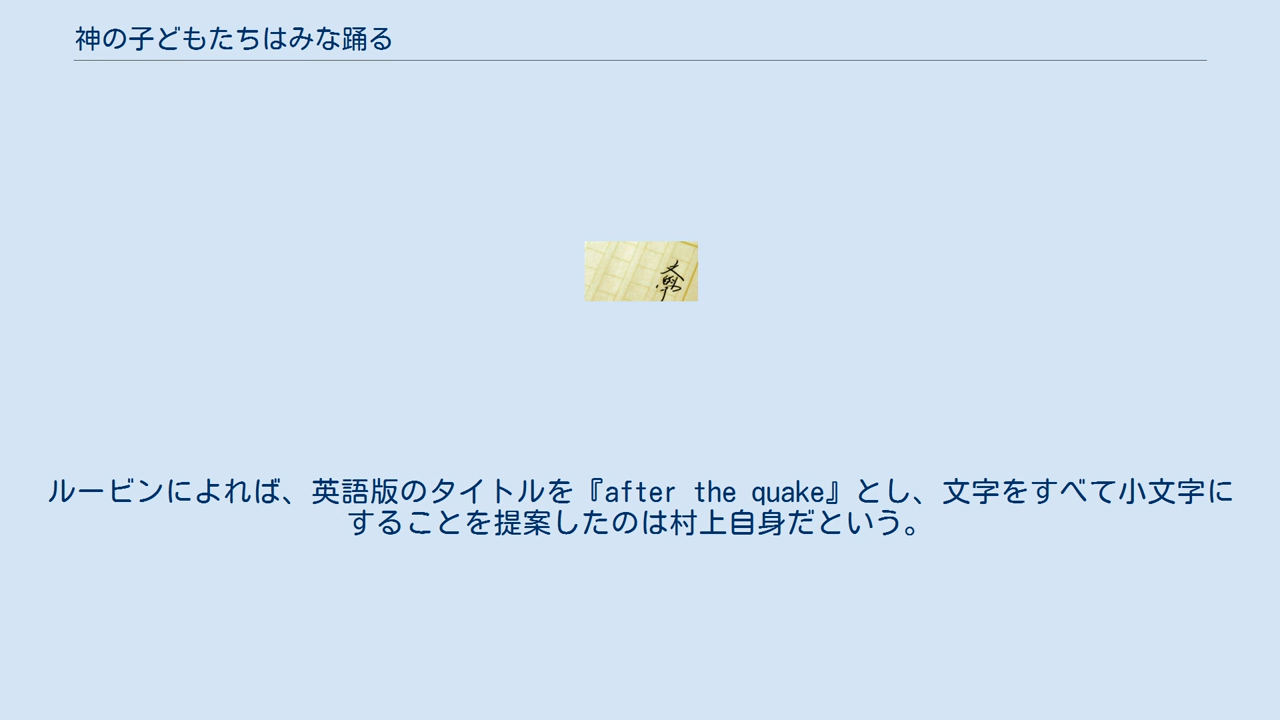 神の子どもたちはみな踊る
ルービンによれば、英語版のタイトルを『after the quake』とし、文字をすべて小文字に
することを提案したのは村上自身だという。